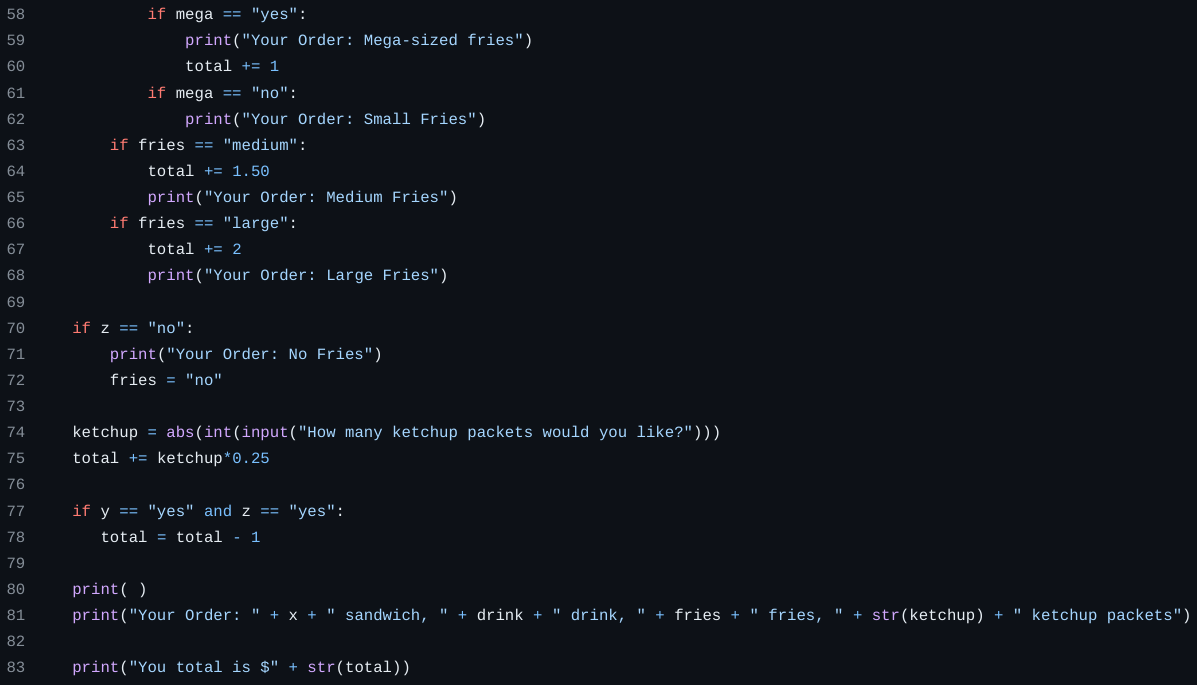 58             if mega == "yes":
59                 print("Your Order: Mega-sized fries")
60                 total += 1
61             if mega == "no":
62                 print("Your Order: Small Fries")
63         if fries == "medium":
64             total += 1.50
65             print("Your Order: Medium Fries")
66         if fries == "large":
67             total += 2
68             print("Your Order: Large Fries")
69
70     if z == "no":
71         print("Your Order: No Fries")
72         fries = "no"
73
74     ketchup = abs(int(input("How many ketchup packets would you like?")))
75     total += ketchup*0.25
76
77     if y == "yes" and z == "yes":
78        total = total - 1
79
80     print( )
81     print("Your Order: " + x + " sandwich, " + drink + " drink, " + fries + " fries, " + str(ketchup) + " ketchup packets")
82
83     print("You total is $" + str(total))